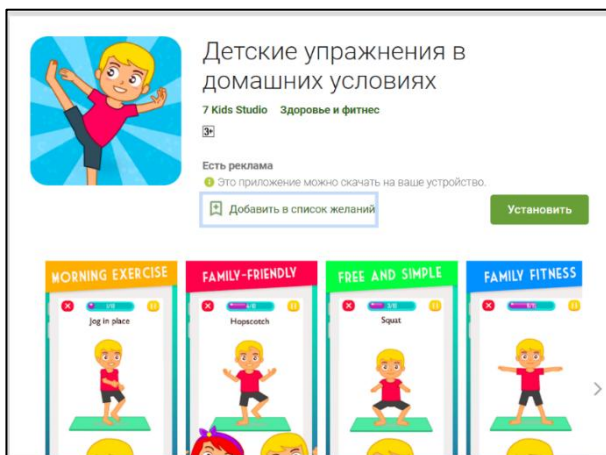 Детские упражнения в
домашних условиях
7 Kids Studio Здоровье и фитнес
3+
Есть реклама
Это приложение можно скачать на ваше устройство.
Добавить в список желаний
Установить
MORNING EXERCISE
FAMILY-FRIENDLY
FREE AND SIMPLE
FAMILY FITNESS
Jog in place
Hopscotch
Squat